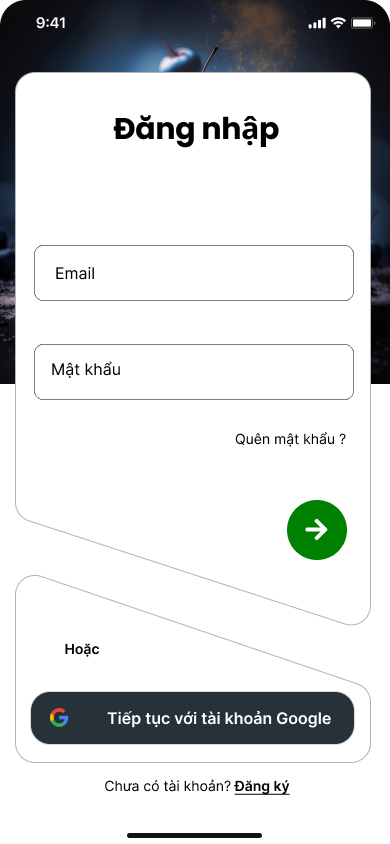 9:41
Đăng nhập
Email
Mật khẩu
Quên mật khẩu ?
Hoặc
Tiếp tục với tài khoản Google
Chưa có tài khoản? Đăng ký